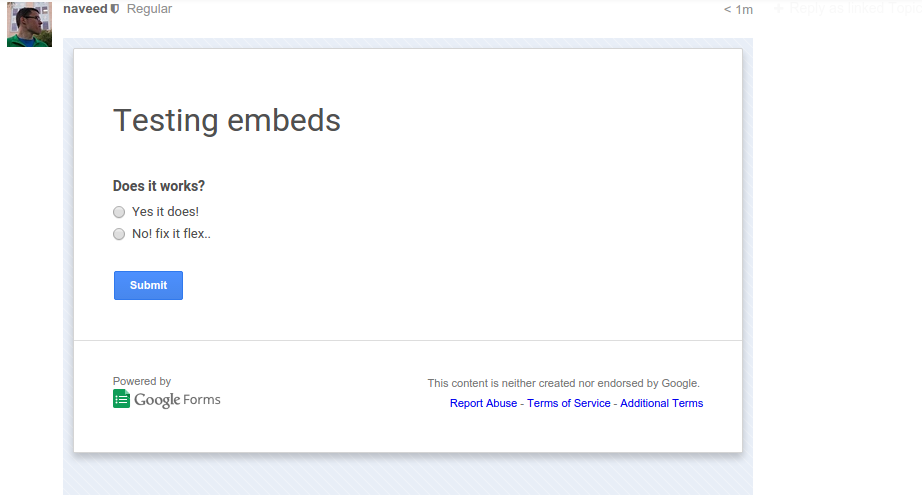 naveed Regular < 1m
Reply as linked Topic
Testing embeds
Does it works?
Yes it does!
No! fix it flex..
Submit
Powered by
Google Forms
This content is neither created nor endorsed by Google.
Report Abuse - Terms of Service - Additional Terms